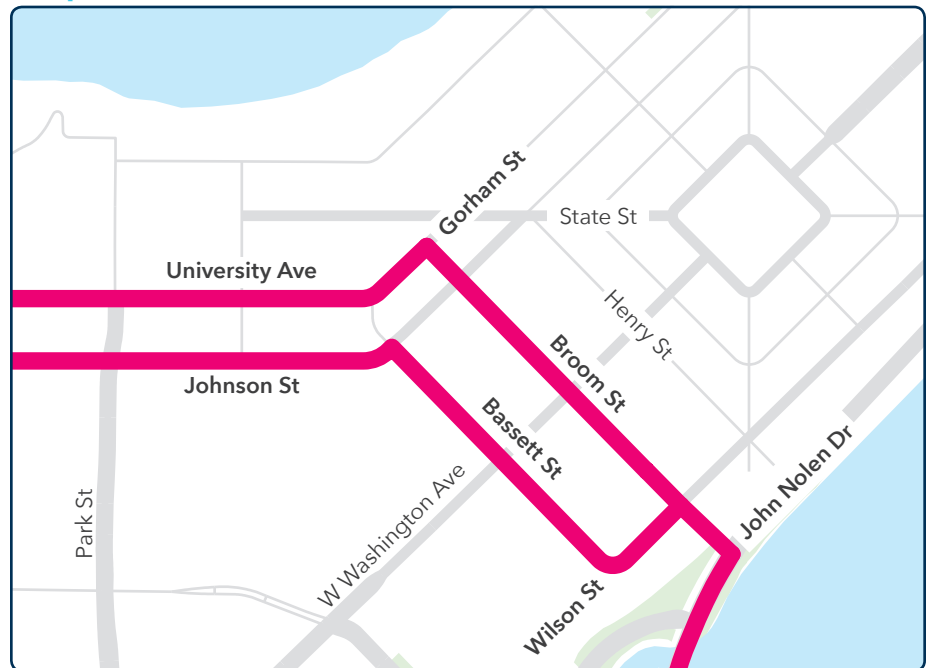 Gorham St
State St
University Ave
Henry St
Broom St
Johnson St
Bassett St
John Nolen Dr
Park St
W Washington Ave
Wilson St